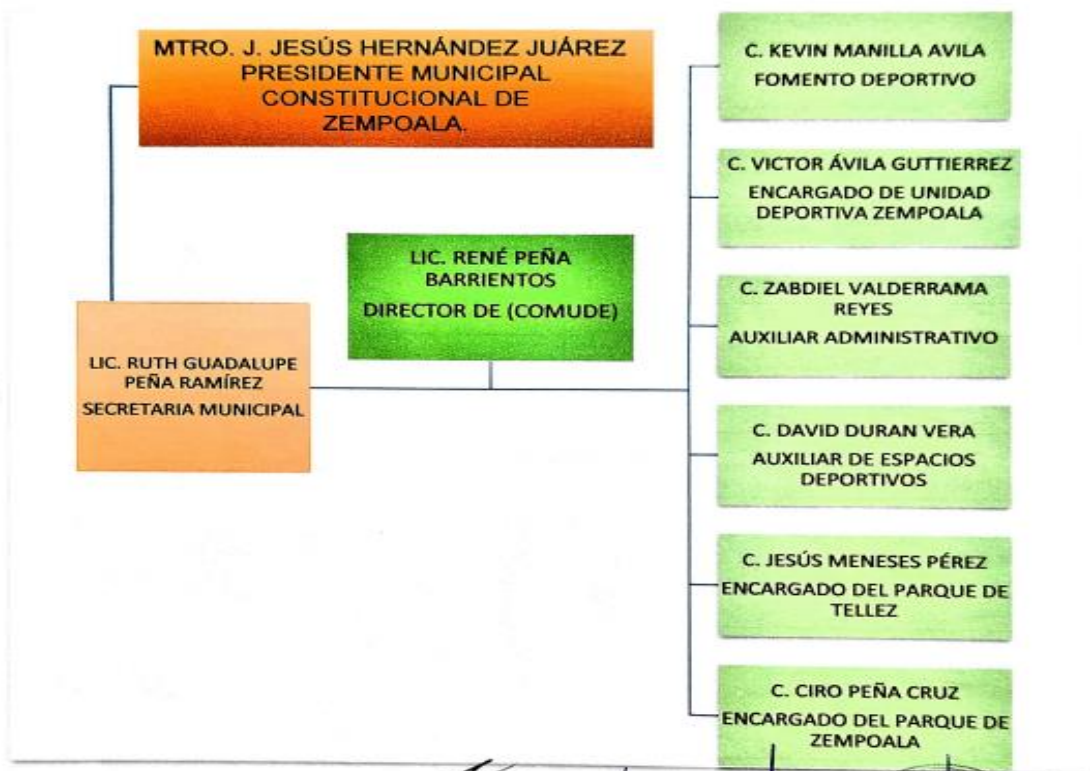 MTRO. J. JESÚS HERNÁNDEZ JUÁREZ
PRESIDENTE MUNICIPAL
CONSTITUCIONAL DE
ZEMPOALA.
LIC. RUTH GUADALUPE
PEÑA RAMÍREZ
SECRETARIA MUNICIPAL
LIC. RENÉ PEÑA
BARRIENTOS
DIRECTOR DE (COMUDE)
C. KEVIN MANILLA AVILA
FOMENTO DEPORTIVO
C. VICTOR ÁVILA GUTTIERREZ
ENCARGADO DE UNIDAD
DEPORTIVA ZEMPOALA
C. ZABDIEL VALDERRAMA
REYES
AUXILIAR ADMINISTRATIVO
C. DAVID DURAN VERA
AUXILIAR DE ESPACIOS
DEPORTIVOS
C. JESÚS MENESES PÉREZ
ENCARGADO DEL PARQUE DE
TELLEZ
C. CIRO PEÑA CRUZ
ENCARGADO DEL PARQUE DE
ZEMPOALA